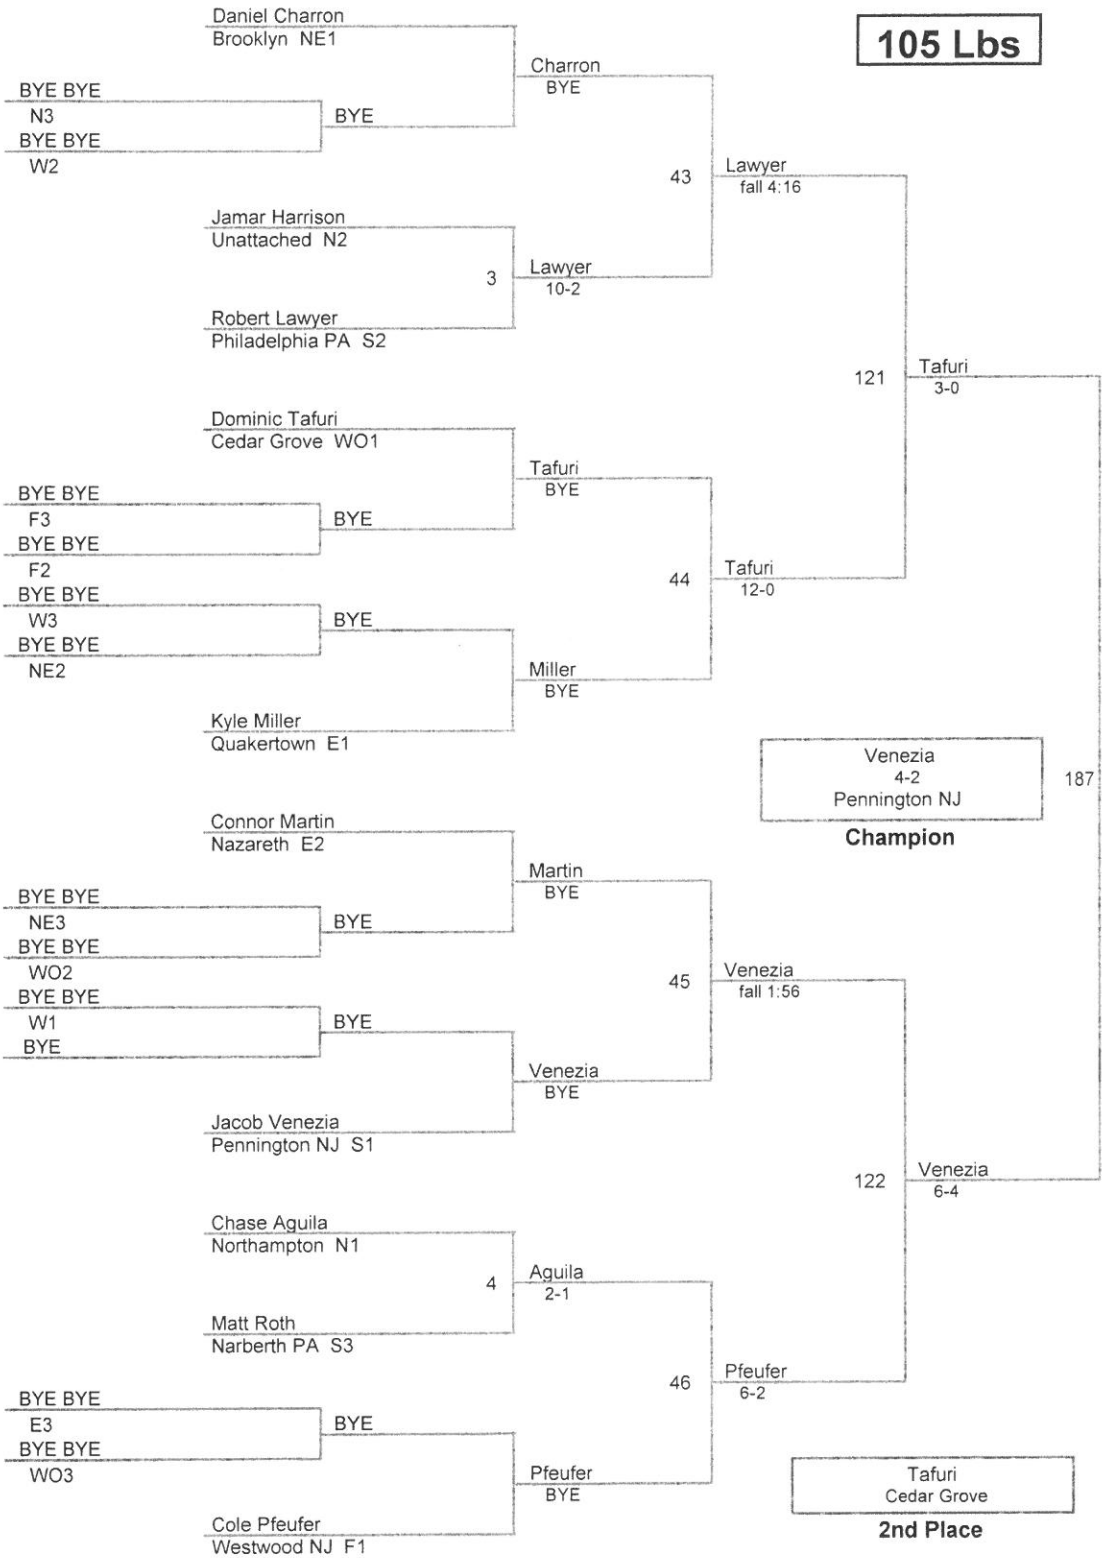 Daniel Charron
Brooklyn NE1
105 Lbs
Charron
BYE
BYE BYE
N3
BYE
BYE BYE
W2
43
Lawyer
fall 4:16
Jamar Harrison
Unattached N2
3
Lawyer
10-2
Robert Lawyer
Philadelphia PA S2
121
Tafuri
3-0
Dominic Tafuri
Cedar Grove WO1
Tafuri
BYE
BYE BYE
F3
BYE
BYE BYE
F2
44
Tafuri
12-0
BYE BYE
W3
BYE
BYE BYE
NE2
Miller
BYE
Kyle Miller
Quakertown E1
Venezia
4-2
Pennington NJ
187
Champion
Connor Martin
Nazareth E2
Martin
BYE
BYE BYE
NE3
BYE
BYE BYE
WO2
45
Venezia
fall 1:56
BYE BYE
W1
BYE
BYE
Venezia
BYE
Jacob Venezia
Pennington NJ S1
122
Venezia
6-4
Chase Aguila
Northampton N1
4
Aguila
2-1
Matt Roth
Narberth PA S3
46
Pfeufer
6-2
BYE BYE
E3
BYE
BYE BYE
WO3
Pfeufer
BYE
Cole Pfeufer
Westwood NJ F1
Tafuri
Cedar Grove
2nd Place